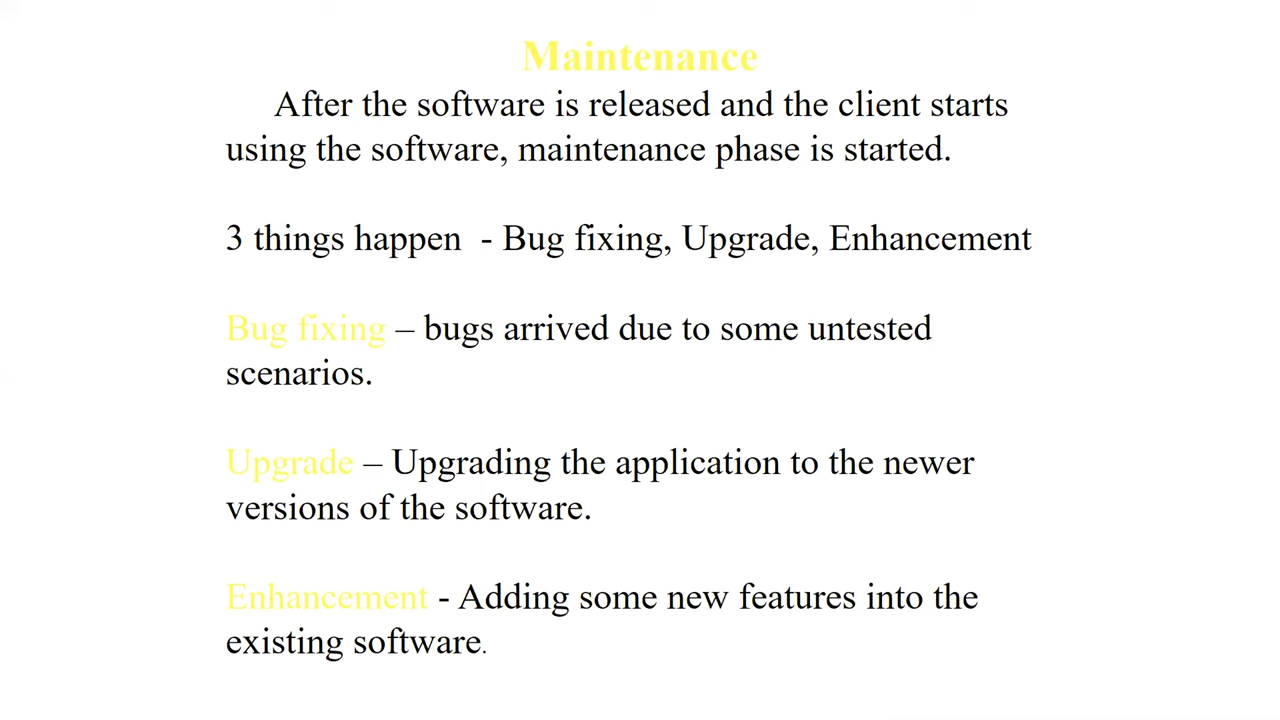 Maintenance
After the software is released and the client starts
using the software, maintenance phase is started.
3 things happen - Bug fixing, Upgrade, Enhancement
Bug fixing – bugs arrived due to some untested
scenarios.
Upgrade – Upgrading the application to the newer
versions of the software.
Enhancement - Adding some new features into the
existing software.